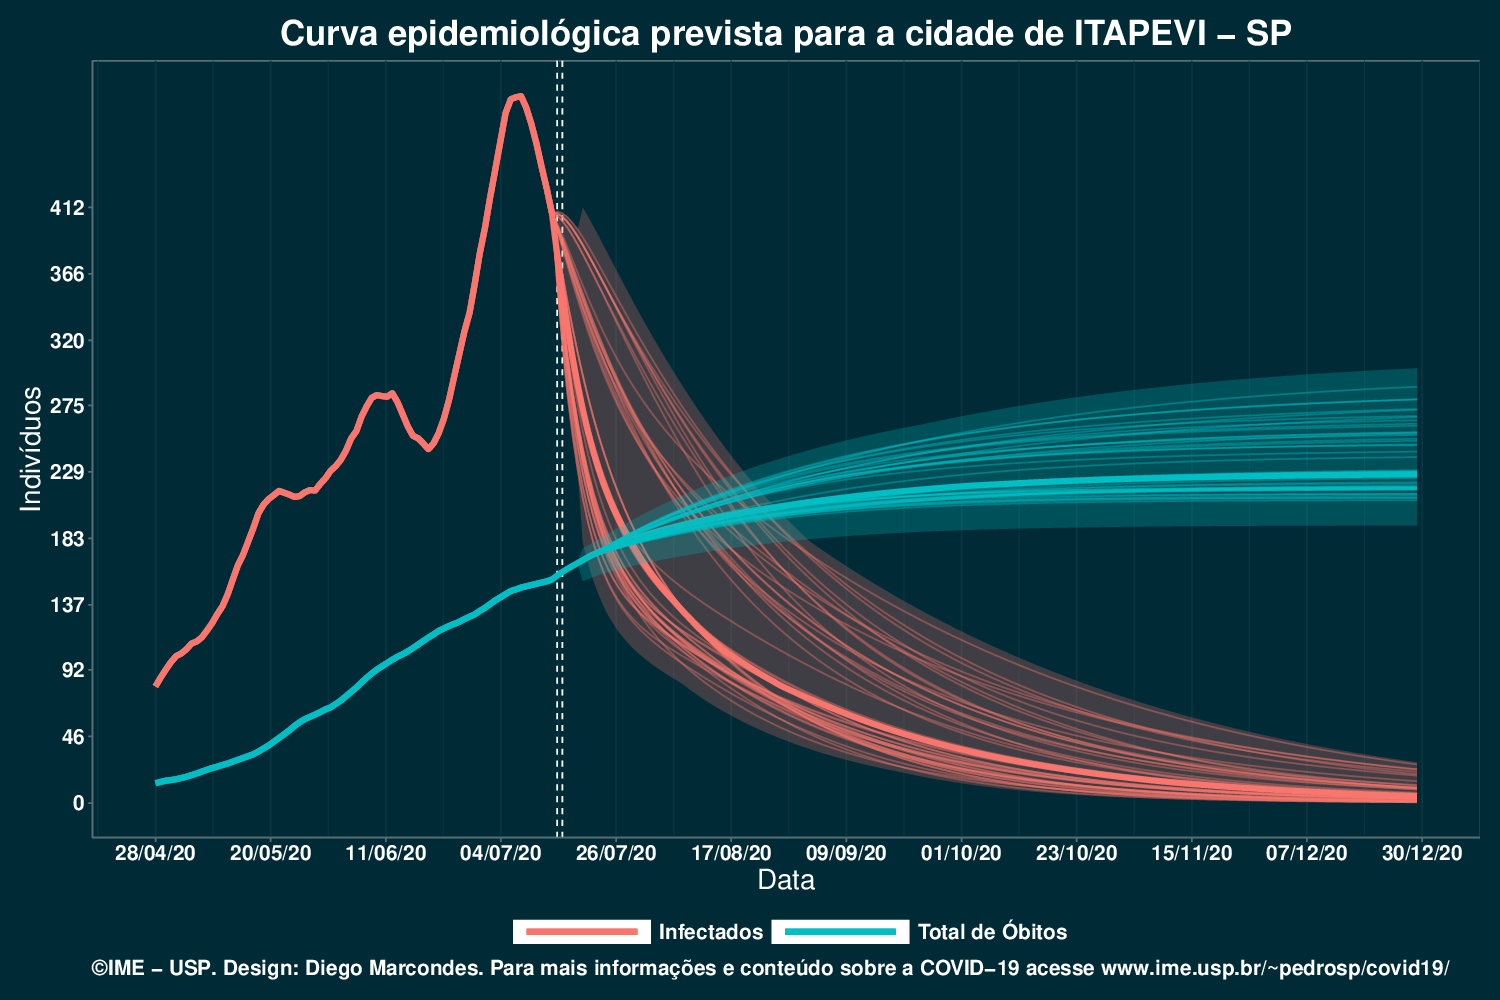 Curva epidemiológica prevista para a cidade de ITAPEVI – SP
Indivíduos
412
366
320
275
229
183
137
92
46
0
28/04/20 20/05/20 11/06/20 04/07/20 26/07/20 17/08/20 09/09/20 01/10/20 23/10/20 15/11/20 07/12/20 30/12/20
Data
Infectados Total de Óbitos
©IME – USP. Design: Diego Marcondes. Para mais informações e conteúdo sobre a COVID–19 acesse www.ime.usp.br/~pedrosp/covid19/